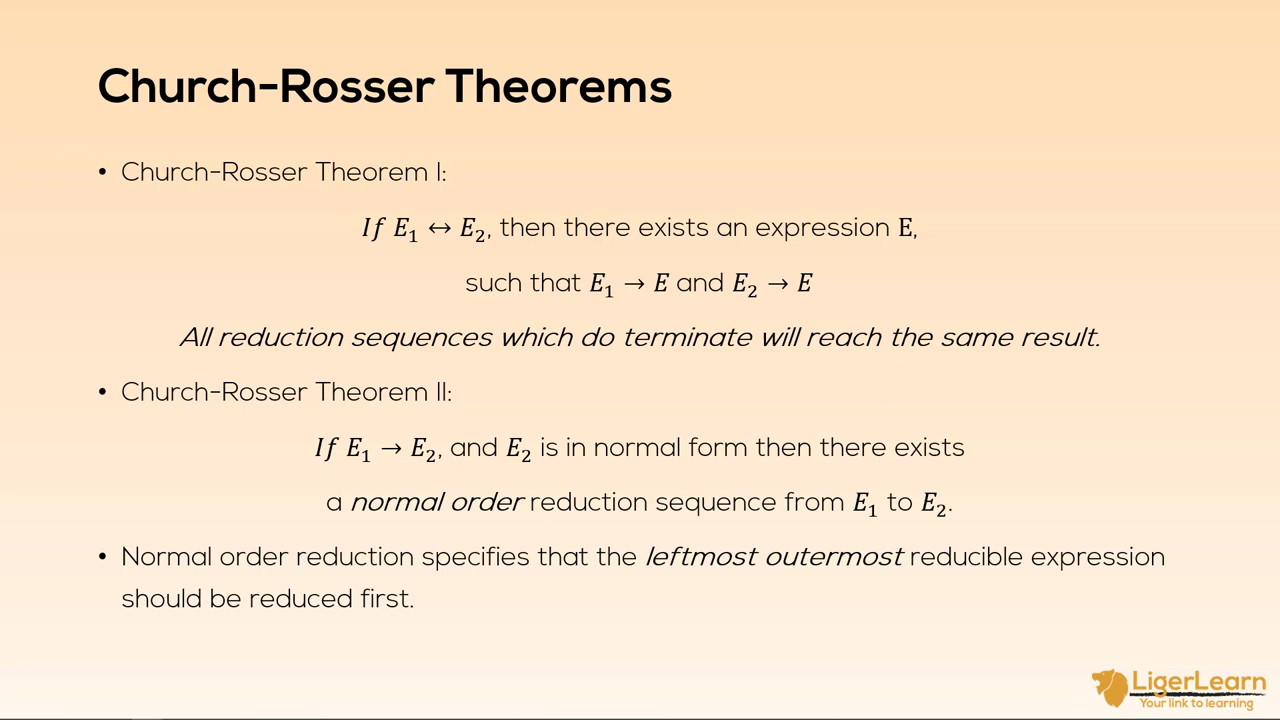 Church-Rosser Theorems
• Church-Rosser Theorem I:
If E₁ ↔ E₂, then there exists an expression E,
such that E₁ → E and E₂ → E
All reduction sequences which do terminate will reach the same result.
• Church-Rosser Theorem II:
If E₁ → E₂, and E₂ is in normal form then there exists
a normal order reduction sequence from E₁ to E₂.
• Normal order reduction specifies that the leftmost outermost reducible expression
should be reduced first.
LigerLearn
Your link to learning